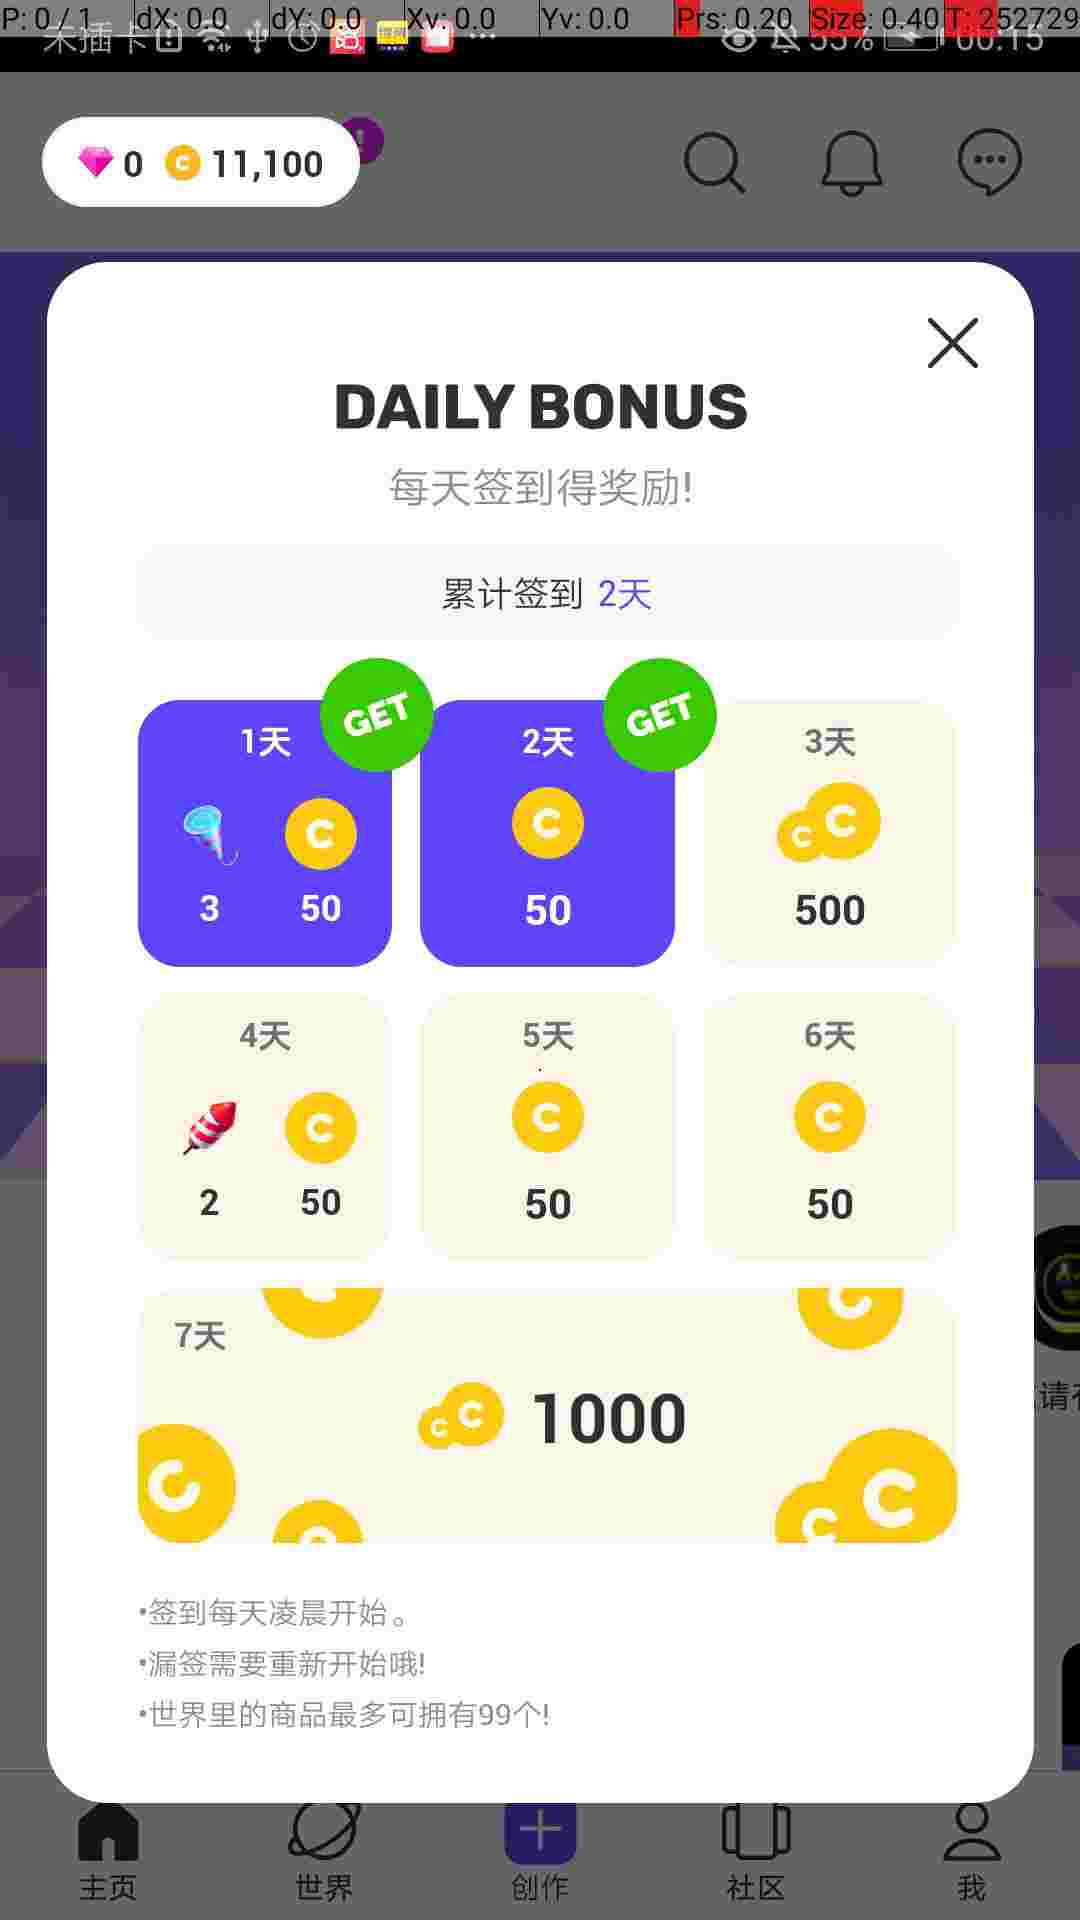 P: 0 / 1 dX: 0.0 dY: 0.0 Xv: 0.0 Yv: 0.0 Prs: 0.20 Size: 0.40 T: 252729
未插卡 53% 00:15
0 C 11,100
DAILY BONUS
每天签到得奖励!
累计签到 2天
GET GET
1天 2天 3天
C C C C
3 50 50 500
4天 5天 6天
C C C
2 50 50 50
7天
C C 1000
C C C
•签到每天凌晨开始。
•漏签需要重新开始哦!
•世界里的商品最多可拥有99个!
主页 世界 创作 社区 我